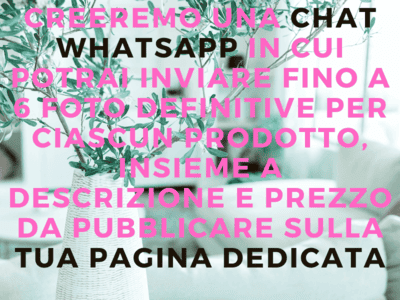 CREEREMO UNA CHAT
WHATSAPP IN CUI
POTRAI INVIARE FINO A
6 FOTO DEFINITIVE PER
CIASCUN PRODOTTO,
INSIEME A
DESCRIZIONE E PREZZO
DA PUBBLICARE SULLA
TUA PAGINA DEDICATA